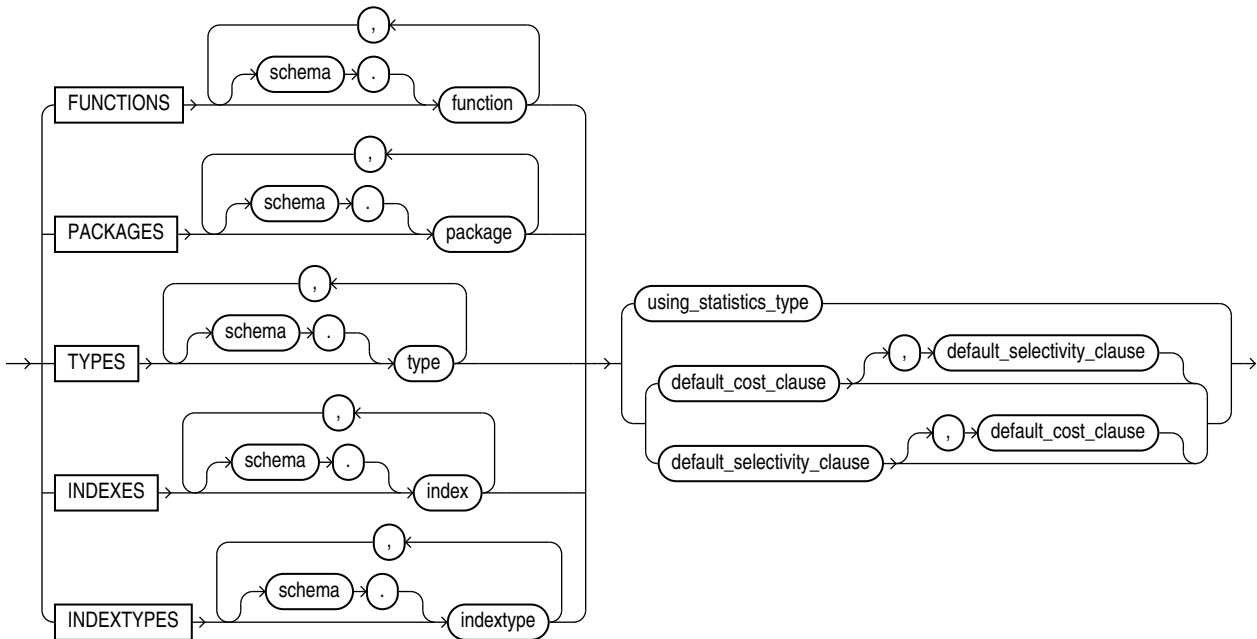 ,
schema .
FUNCTIONS function
,
schema .
PACKAGES package
,
schema .
TYPES type
,
schema .
INDEXES index
,
schema .
INDEXTYPES indextype
using_statistics_type
, default_selectivity_clause
default_cost_clause
, default_cost_clause
default_selectivity_clause